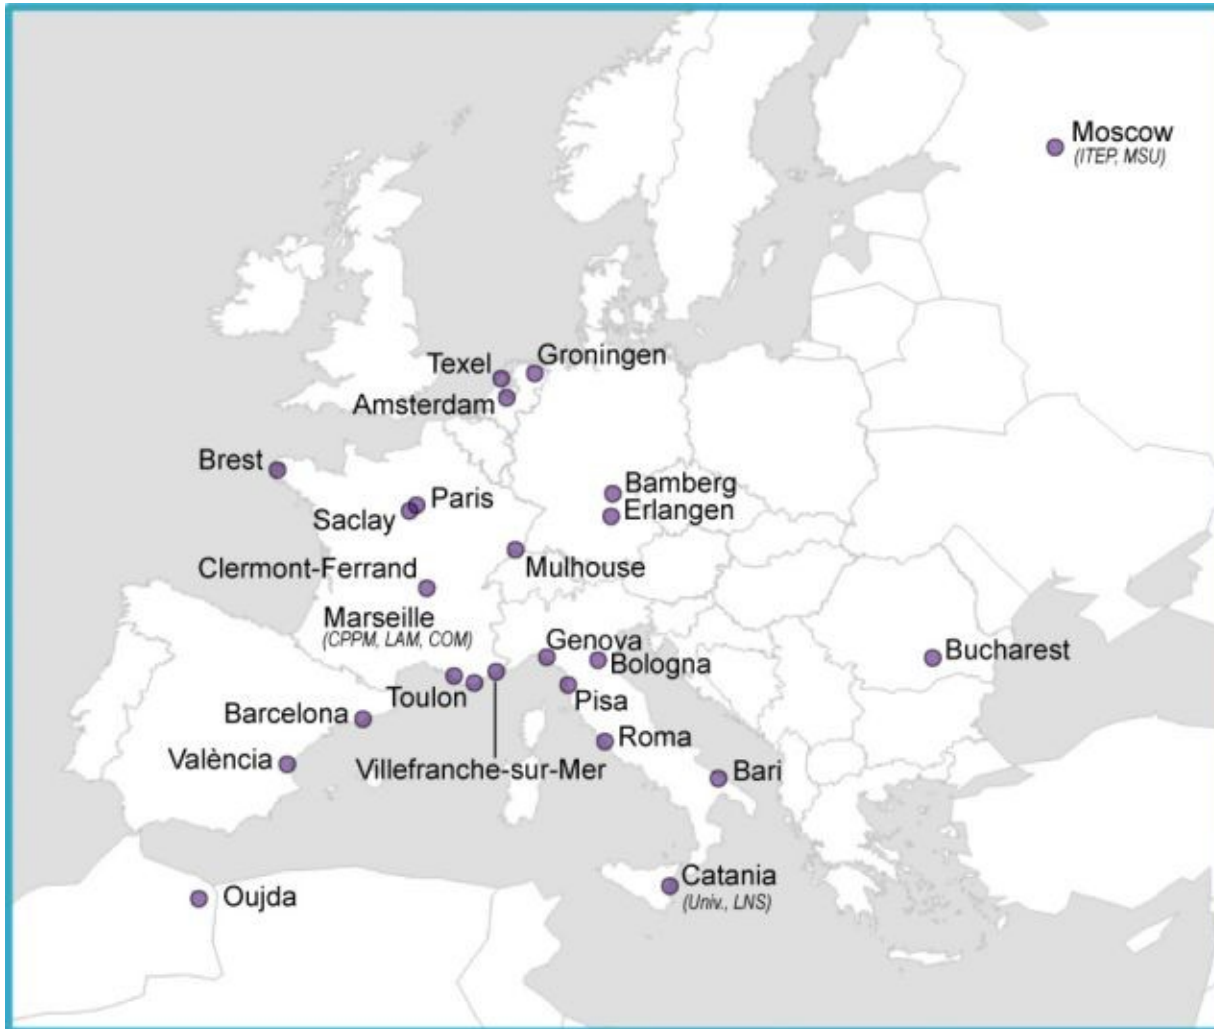 Moscow
(ITEP, MSU)
Groningen
Texel
Amsterdam
Brest
Bamberg
Paris
Erlangen
Saclay
Clermont-Ferrand
Mulhouse
Marseille
(CPPM, LAM, COM)
Genova
Bologna
Bucharest
Toulon
Pisa
Barcelona
Roma
València
Villefranche-sur-Mer
Bari
Catania
(Univ., LNS)
Oujda